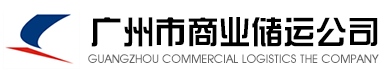 广州市商业储运公司
GUANGZHOU COMMERCIAL LOGISTICS THE COMPANY